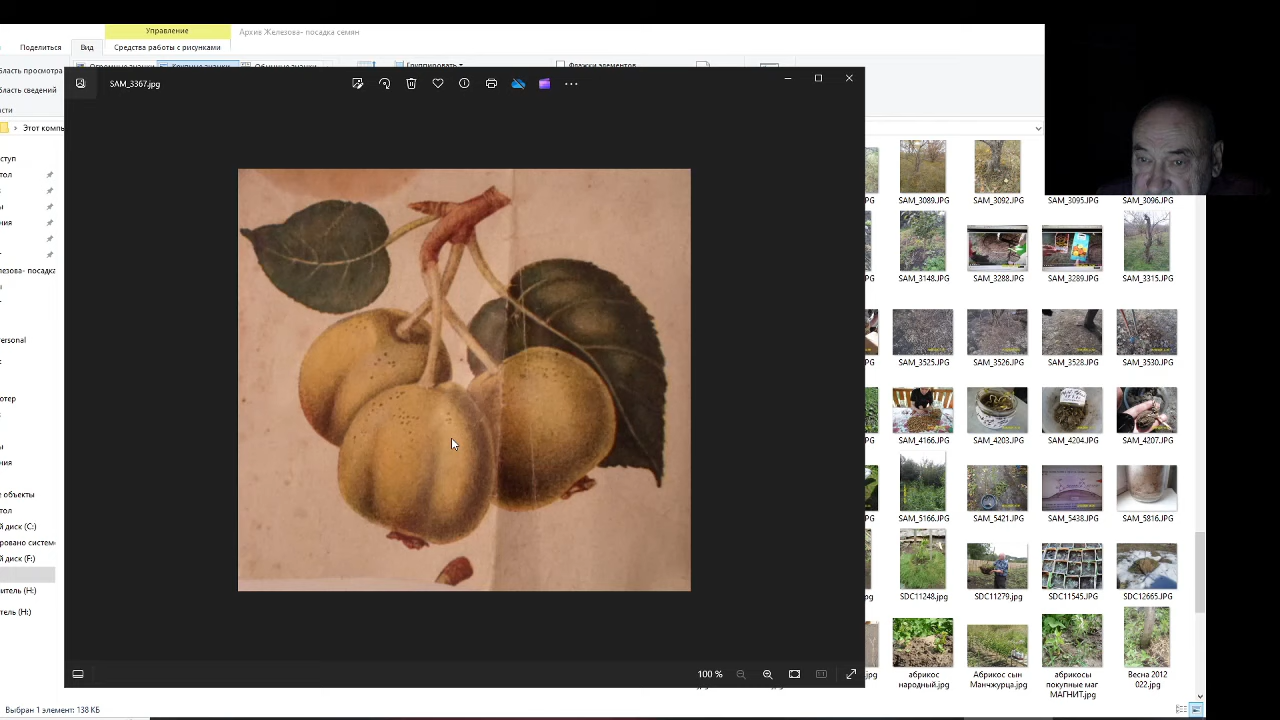 Управление
Архив Железова- посадка семян
Поделиться
Вид
Средства работы с рисунками
Группировать
Флажки элементов
SAM_3367.jpg
Этот комп
SAM_3089.JPG
SAM_3092.JPG
SAM_3095.JPG
SAM_3096.JPG
SAM_3148.JPG
SAM_3288.JPG
SAM_3289.JPG
SAM_3315.JPG
SAM_3525.JPG
SAM_3526.JPG
SAM_3528.JPG
SAM_3530.JPG
SAM_4166.JPG
SAM_4203.JPG
SAM_4204.JPG
SAM_4207.JPG
SAM_5166.JPG
SAM_5421.JPG
SAM_5438.JPG
SAM_5816.JPG
SDC11248.jpg
SDC11279.jpg
SDC11545.JPG
SDC12665.JPG
абрикос народный.jpg
Абрикос сын Манчжурца.jpg
абрикосы покупные маг МАГНИТ.jpg
Весна 2012 022.jpg
100 %
Выбран 1 элемент: 138 КБ